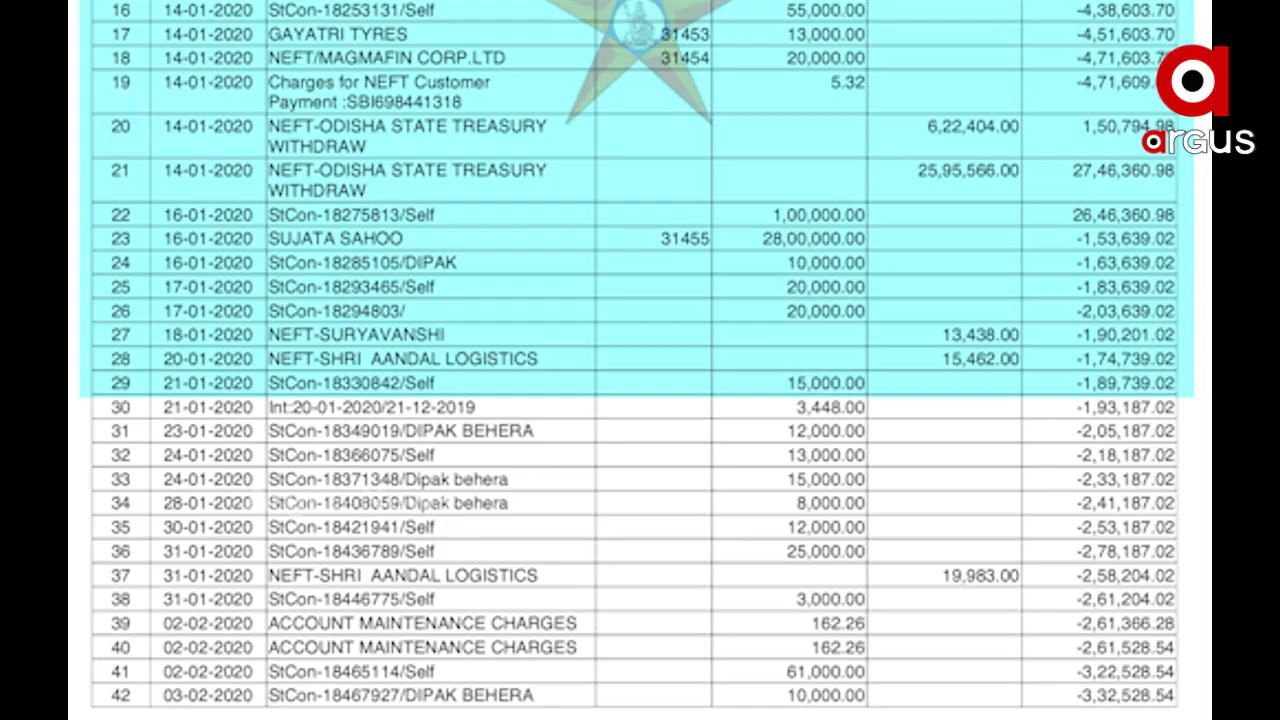 16 14-01-2020 StCon-18253131/Self 55,000.00 -4,38,603.70
17 14-01-2020 GAYATRI TYRES 31453 13,000.00 -4,51,603.70
18 14-01-2020 NEFT/MAGMAFIN CORP.LTD 31454 20,000.00 -4,71,603.7
19 14-01-2020 Charges for NEFT Customer 5.32 -4,71,609.
Payment :SBI698441318
20 14-01-2020 NEFT-ODISHA STATE TREASURY 6,22,404.00 1,50,794.98
WITHDRAW
21 14-01-2020 NEFT-ODISHA STATE TREASURY 25,95,566.00 27,46,360.98
WITHDRAW
22 16-01-2020 StCon-18275813/Self 1,00,000.00 26,46,360.98
23 16-01-2020 SUJATA SAHOO 31455 28,00,000.00 -1,53,639.02
24 16-01-2020 StCon-18285105/DIPAK 10,000.00 -1,63,639.02
25 17-01-2020 StCon-18293465/Self 20,000.00 -1,83,639.02
26 17-01-2020 StCon-18294803/ 20,000.00 -2,03,639.02
27 18-01-2020 NEFT-SURYAVANSHI 13,438.00 -1,90,201.02
28 20-01-2020 NEFT-SHRI AANDAL LOGISTICS 15,462.00 -1,74,739.02
29 21-01-2020 StCon-18330842/Self 15,000.00 -1,89,739.02
30 21-01-2020 Int:20-01-2020/21-12-2019 3,448.00 -1,93,187.02
31 23-01-2020 StCon-18349019/DIPAK BEHERA 12,000.00 -2,05,187.02
32 24-01-2020 StCon-18366075/Self 13,000.00 -2,18,187.02
33 24-01-2020 StCon-18371348/Dipak behera 15,000.00 -2,33,187.02
34 28-01-2020 StCon-18408059/Dipak behera 8,000.00 -2,41,187.02
35 30-01-2020 StCon-18421941/Self 12,000.00 -2,53,187.02
36 31-01-2020 StCon-18436789/Self 25,000.00 -2,78,187.02
37 31-01-2020 NEFT-SHRI AANDAL LOGISTICS 19,983.00 -2,58,204.02
38 31-01-2020 StCon-18446775/Self 3,000.00 -2,61,204.02
39 02-02-2020 ACCOUNT MAINTENANCE CHARGES 162.26 -2,61,366.28
40 02-02-2020 ACCOUNT MAINTENANCE CHARGES 162.26 -2,61,528.54
41 02-02-2020 StCon-18465114/Self 61,000.00 -3,22,528.54
42 03-02-2020 StCon-18467927/DIPAK BEHERA 10,000.00 -3,32,528.54
argus